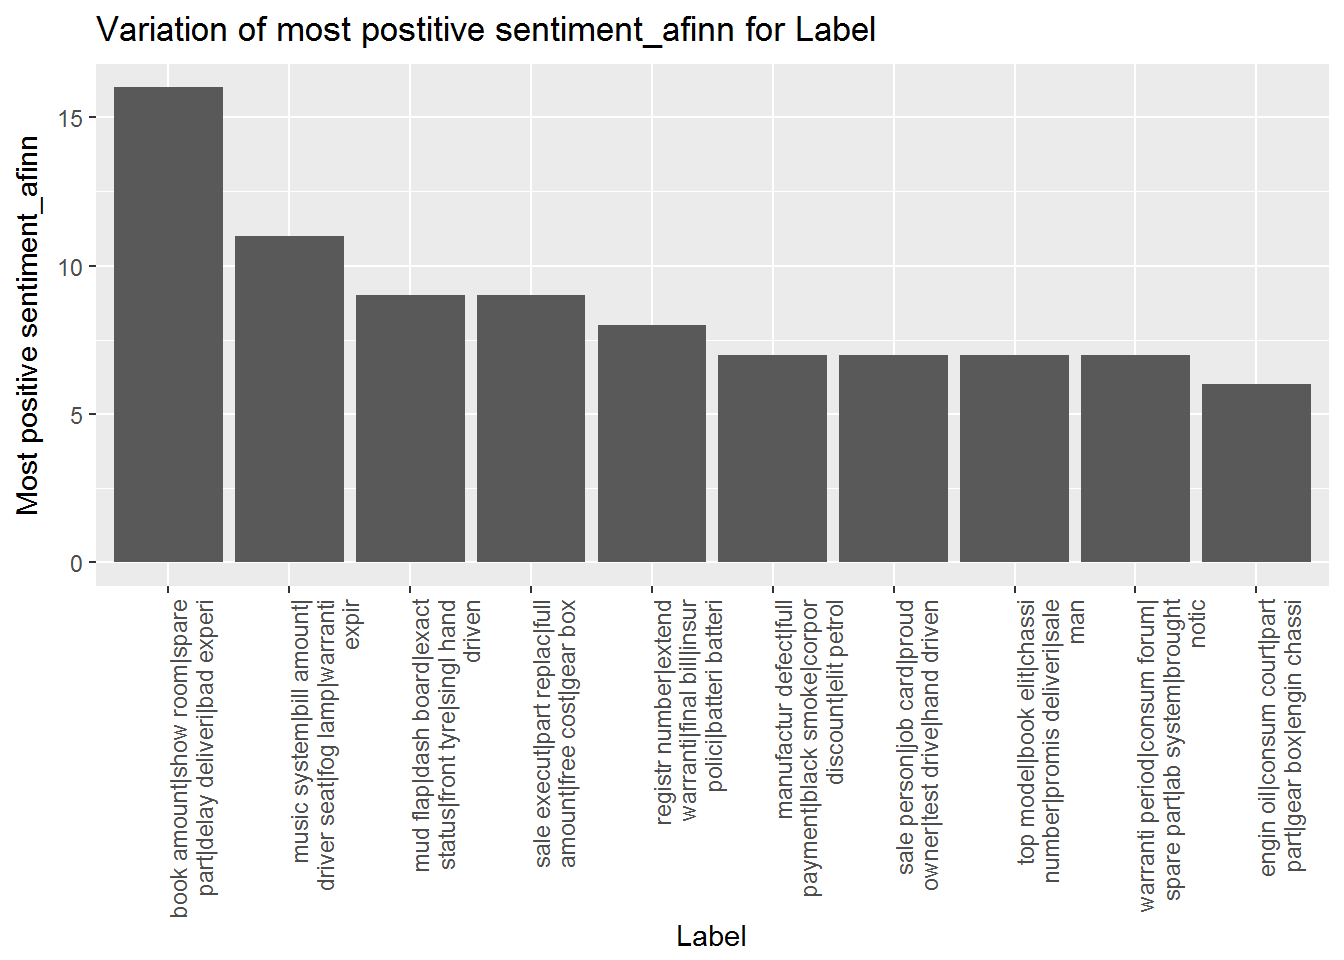 Variation of most postitive sentiment_afinn for Label
Most positive sentiment_afinn
15
10
5
0
book amount|show room|spare
part|delay deliveri|bad experi
music system|bill amount|
driver seat|fog lamp|warranti
expir
mud flap|dash board|exact
status|front tyre|singl hand
driven
sale execut|part replac|full
amount|free cost|gear box
registr number|extend
warranti|final bill|insur
polici|batteri batteri
manufactur defect|full
payment|black smoke|corpor
discount|elit petrol
sale person|job card|proud
owner|test drive|hand driven
top model|book elit|chassi
number|promis deliveri|sale
man
warranti period|consum forum|
spare part|ab system|brought
notic
engin oil|consum court|part
part|gear box|engin chassi
Label